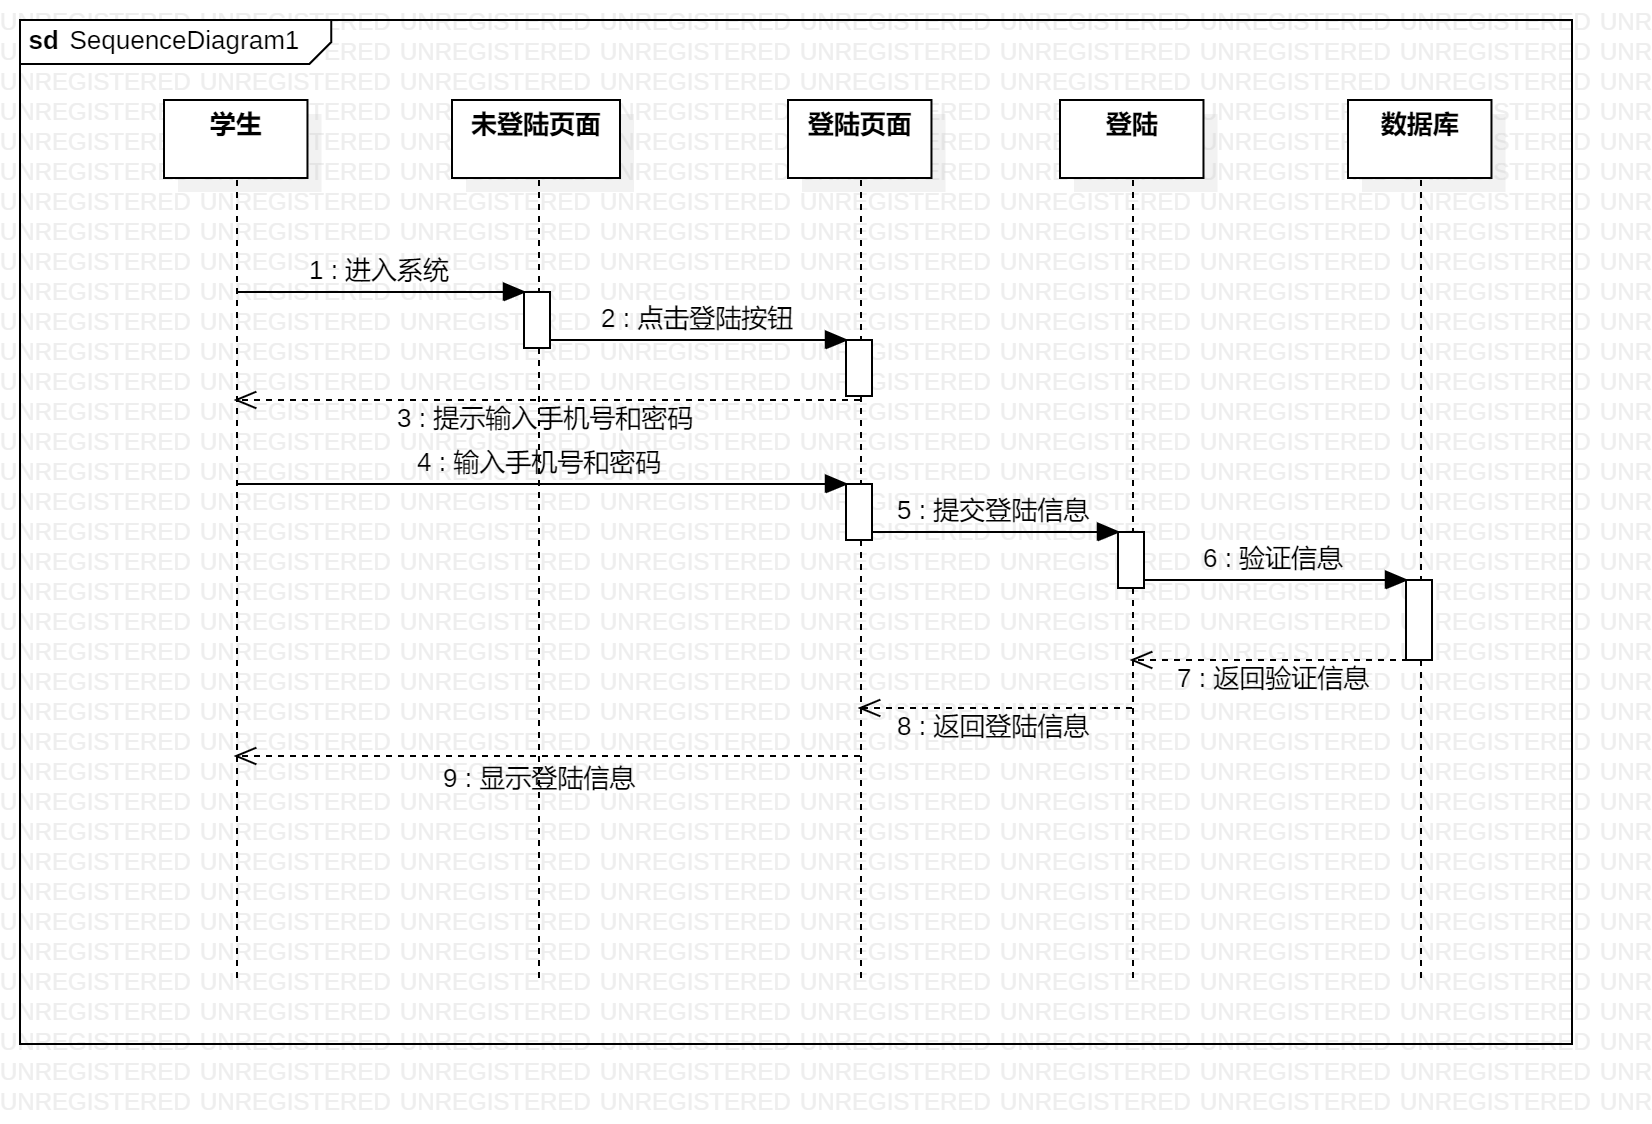 sd SequenceDiagram1
学生
未登陆页面
登陆页面
登陆
数据库
1 : 进入系统
2 : 点击登陆按钮
3 : 提示输入手机号和密码
4 : 输入手机号和密码
5 : 提交登陆信息
6 : 验证信息
7 : 返回验证信息
8 : 返回登陆信息
9 : 显示登陆信息
UNREGISTERED